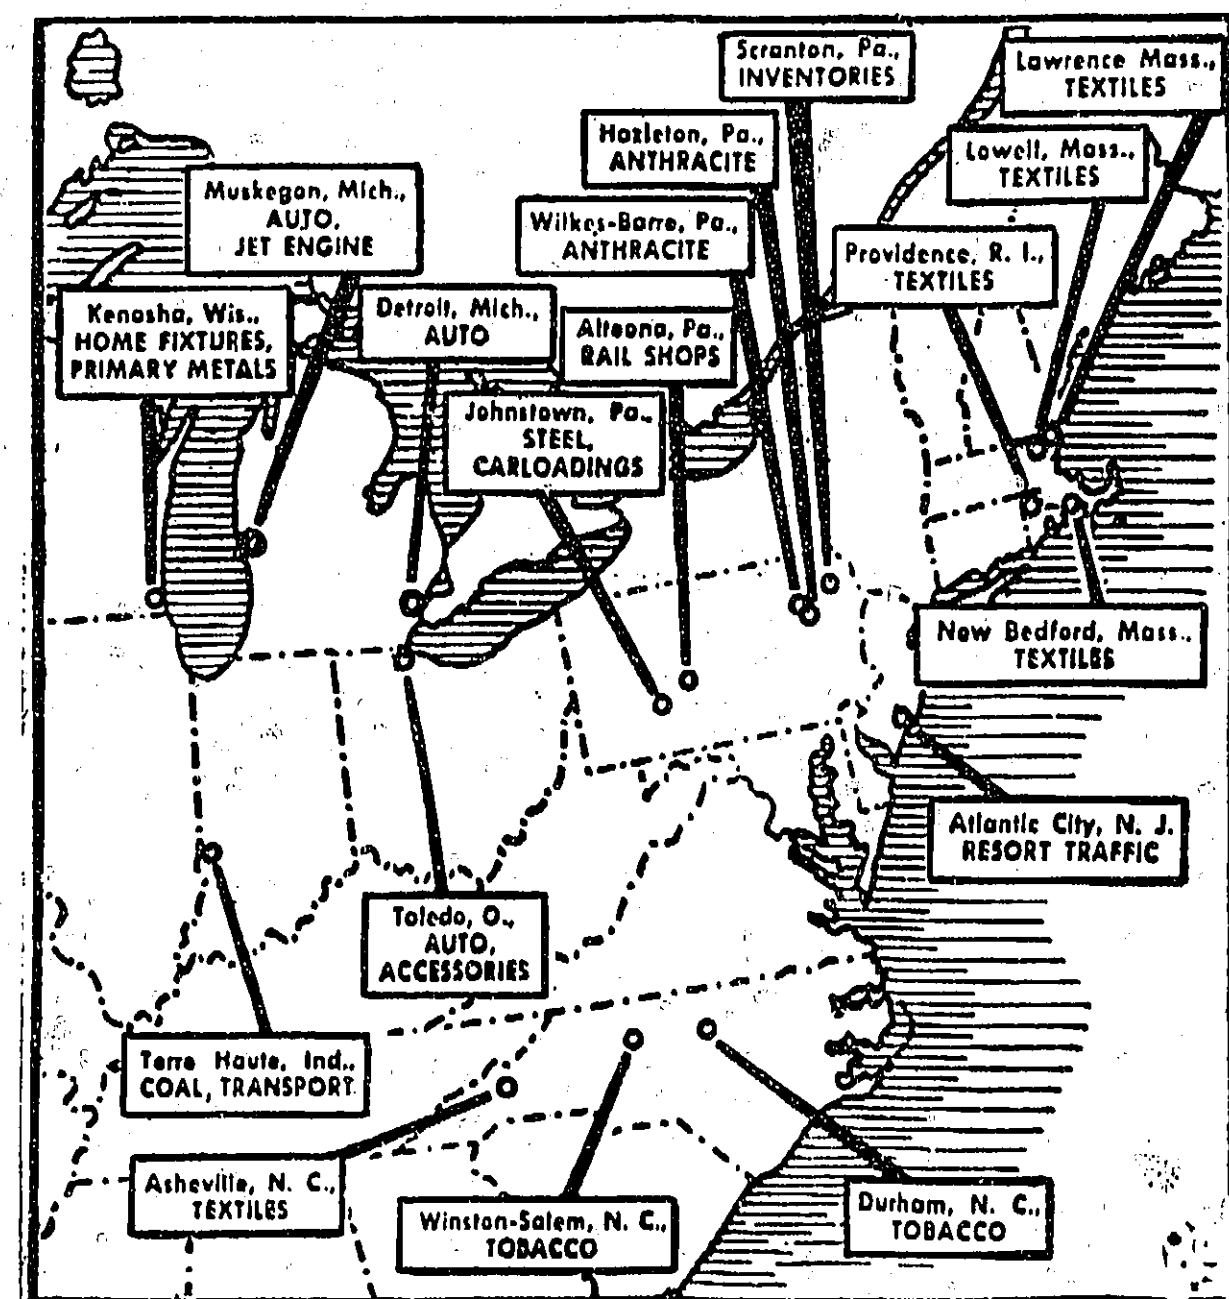 Scranton, Pa.,
INVENTORIES
Lawrence Mass.,
TEXTILES
Hazleton, Pa.,
ANTHRACITE
Lowell, Mass.,
TEXTILES
Muskegon, Mich.,
AUTO,
JET ENGINE
Wilkes-Barre, Pa.,
ANTHRACITE
Providence, R. I.,
TEXTILES
Kenosha, Wis.,
HOME FIXTURES,
PRIMARY METALS
Detroit, Mich.,
AUTO
Altoona, Pa.,
RAIL SHOPS
Johnstown, Pa.,
STEEL,
CARLOADINGS
New Bedford, Mass.,
TEXTILES
Atlantic City, N. J.
RESORT TRAFFIC
Toledo, O.,
AUTO,
ACCESSORIES
Terre Haute, Ind.,
COAL, TRANSPORT
Asheville, N. C.,
TEXTILES
Winston-Salem, N. C.,
TOBACCO
Durham, N. C.,
TOBACCO